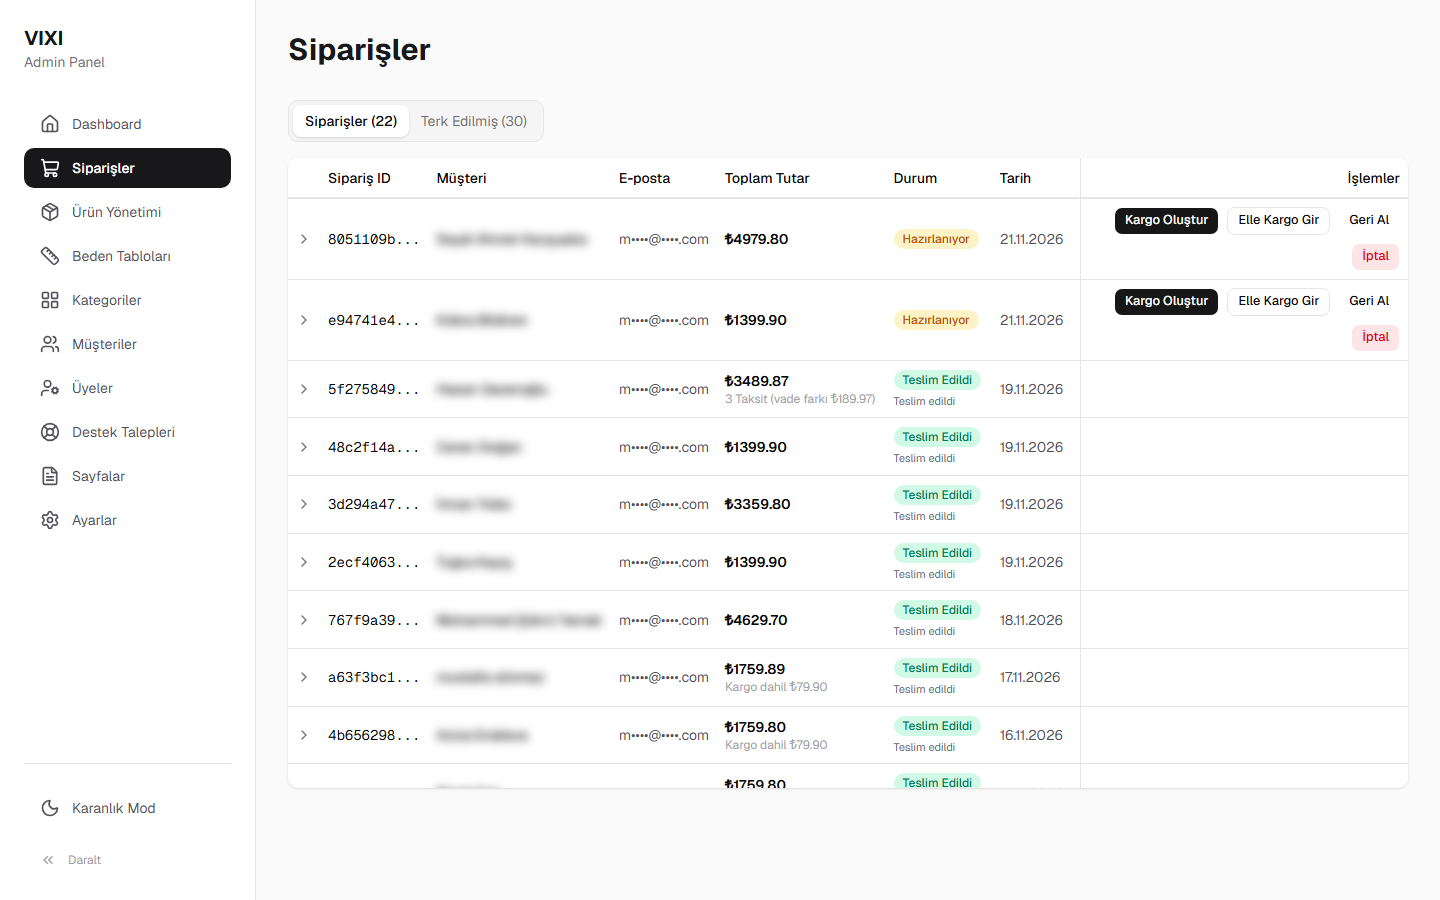 VIXI
Admin Panel
Dashboard
Siparişler
Ürün Yönetimi
Beden Tabloları
Kategoriler
Müşteriler
Üyeler
Destek Talepleri
Sayfalar
Ayarlar
Karanlık Mod
Daralt
Siparişler
Siparişler (22) Terk Edilmiş (30)
Sipariş ID Müşteri E-posta Toplam Tutar Durum Tarih İşlemler
8051109b... m••••@••••.com ₺4979.80 Hazırlanıyor 21.11.2026 Kargo Oluştur Elle Kargo Gir Geri Al
İptal
e94741e4... m••••@••••.com ₺1399.90 Hazırlanıyor 21.11.2026 Kargo Oluştur Elle Kargo Gir Geri Al
İptal
5f275849... m••••@••••.com ₺3489.87 Teslim Edildi 19.11.2026
3 Taksit (vade farkı ₺189.97) Teslim edildi
48c2f14a... m••••@••••.com ₺1399.90 Teslim Edildi 19.11.2026
Teslim edildi
3d294a47... m••••@••••.com ₺3359.80 Teslim Edildi 19.11.2026
Teslim edildi
2ecf4063... m••••@••••.com ₺1399.90 Teslim Edildi 19.11.2026
Teslim edildi
767f9a39... m••••@••••.com ₺4629.70 Teslim Edildi 18.11.2026
Teslim edildi
a63f3bc1... m••••@••••.com ₺1759.89 Teslim Edildi 17.11.2026
Kargo dahil ₺79.90 Teslim edildi
4b656298... m••••@••••.com ₺1759.80 Teslim Edildi 16.11.2026
Kargo dahil ₺79.90 Teslim edildi
₺1759.80 Teslim Edildi